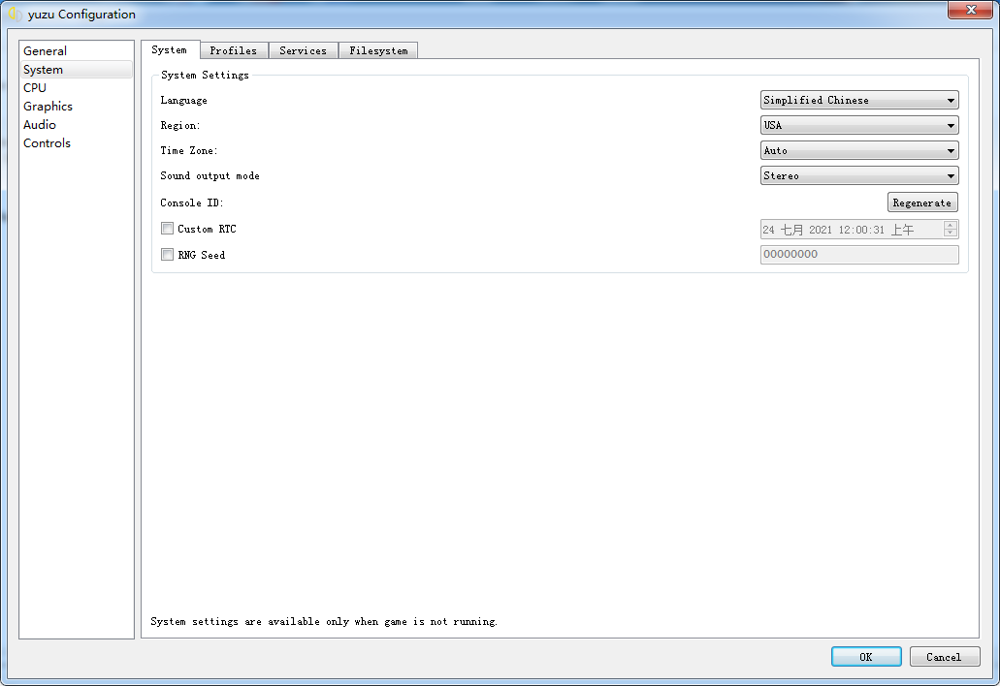 yuzu Configuration
General
System
CPU
Graphics
Audio
Controls
System Profiles Services Filesystem
System Settings
Language Simplified Chinese
Region: USA
Time Zone: Auto
Sound output mode Stereo
Console ID: Regenerate
Custom RTC 24 七月 2021 12:00:31 上午
RNG Seed 00000000
System settings are available only when game is not running.
OK Cancel